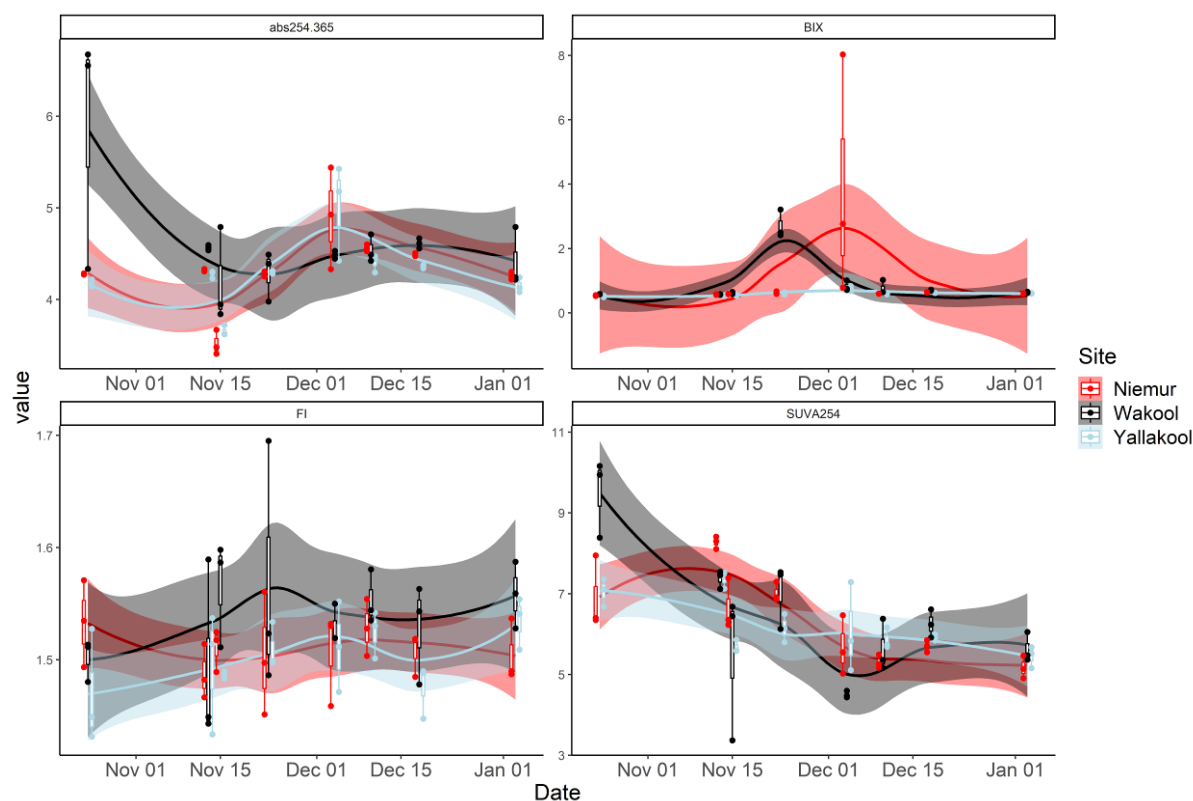 abs254.365
BIX
6
5
4
8
6
4
2
0
Nov 01 Nov 15 Dec 01 Dec 15 Jan 01
Nov 01 Nov 15 Dec 01 Dec 15 Jan 01
value
Site
Niemur
Wakool
Yallakool
FI
SUVA254
1.7
1.6
1.5
11
9
7
5
3
Nov 01 Nov 15 Dec 01 Dec 15 Jan 01
Nov 01 Nov 15 Dec 01 Dec 15 Jan 01
Date